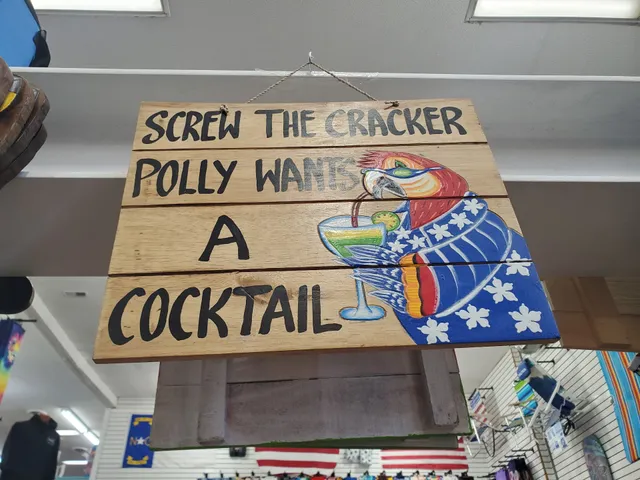 SCREW THE CRACKER
POLLY WANTS
A
COCKTAIL
N C